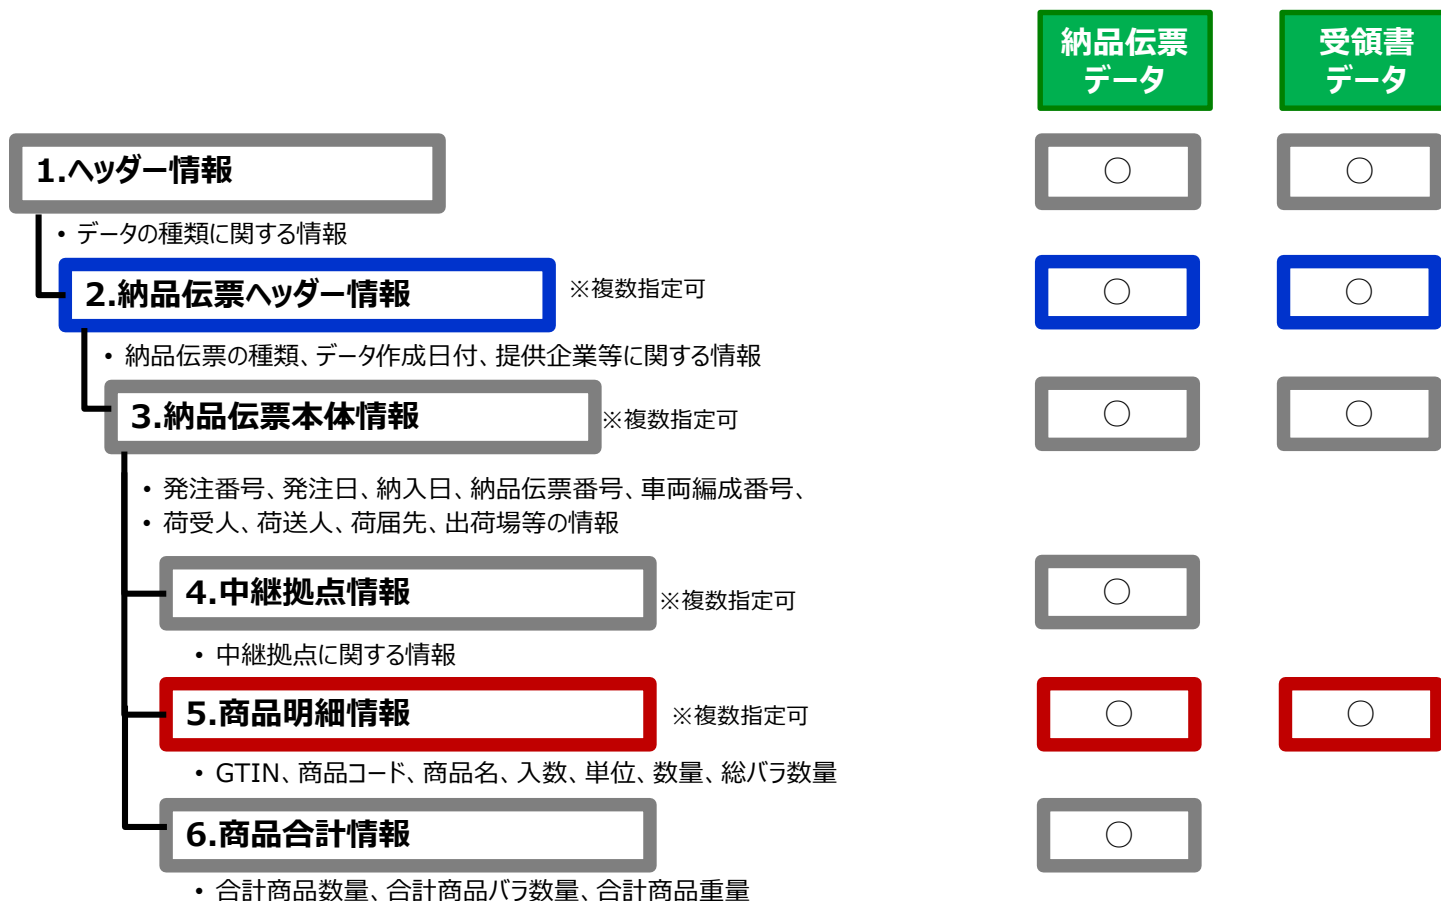 納品伝票
データ
受領書
データ
1.ヘッダー情報
○ ○
・データの種類に関する情報
2.納品伝票ヘッダー情報 ※複数指定可 ○ ○
・納品伝票の種類、データ作成日付、提供企業等に関する情報
3.納品伝票本体情報 ※複数指定可 ○ ○
・発注番号、発注日、納入日、納品伝票番号、車両編成番号、
・荷受人、荷送人、荷届先、出荷場等の情報
4.中継拠点情報 ※複数指定可 ○
・中継拠点に関する情報
5.商品明細情報 ※複数指定可 ○ ○
・GTIN、商品コード、商品名、入数、単位、数量、総バラ数量
6.商品合計情報 ○
・合計商品数量、合計商品バラ数量、合計商品重量